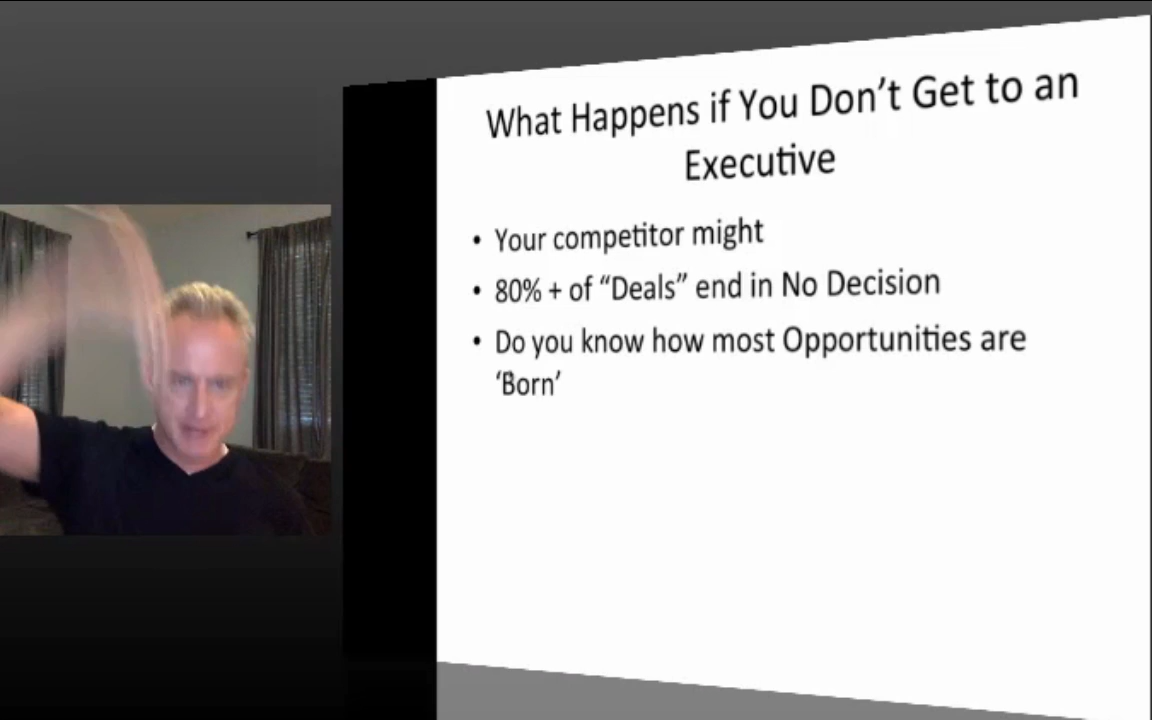 What Happens if You Don’t Get to an
Executive
• Your competitor might
• 80% + of “Deals” end in No Decision
• Do you know how most Opportunities are
‘Born’